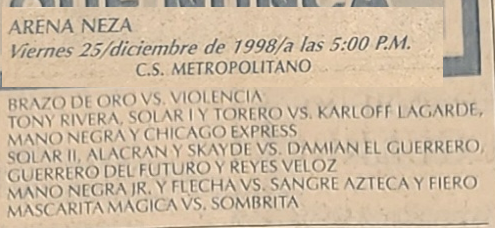 ARENA NEZA
Viernes 25/diciembre de 1998/a las 5:00 P.M.
C.S. METROPOLITANO
BRAZO DE ORO VS. VIOLENCIA
TONY RIVERA, SOLAR I Y TORERO VS. KARLOFF LAGARDE,
MANO NEGRA Y CHICAGO EXPRESS
SOLAR II, ALACRAN Y SKAYDE VS. DAMIAN EL GUERRERO,
GUERRERO DEL FUTURO Y REYES VELOZ
MANO NEGRA JR. Y FLECHA VS. SANGRE AZTECA Y FIERO
MASCARITA MAGICA VS. SOMBRITA